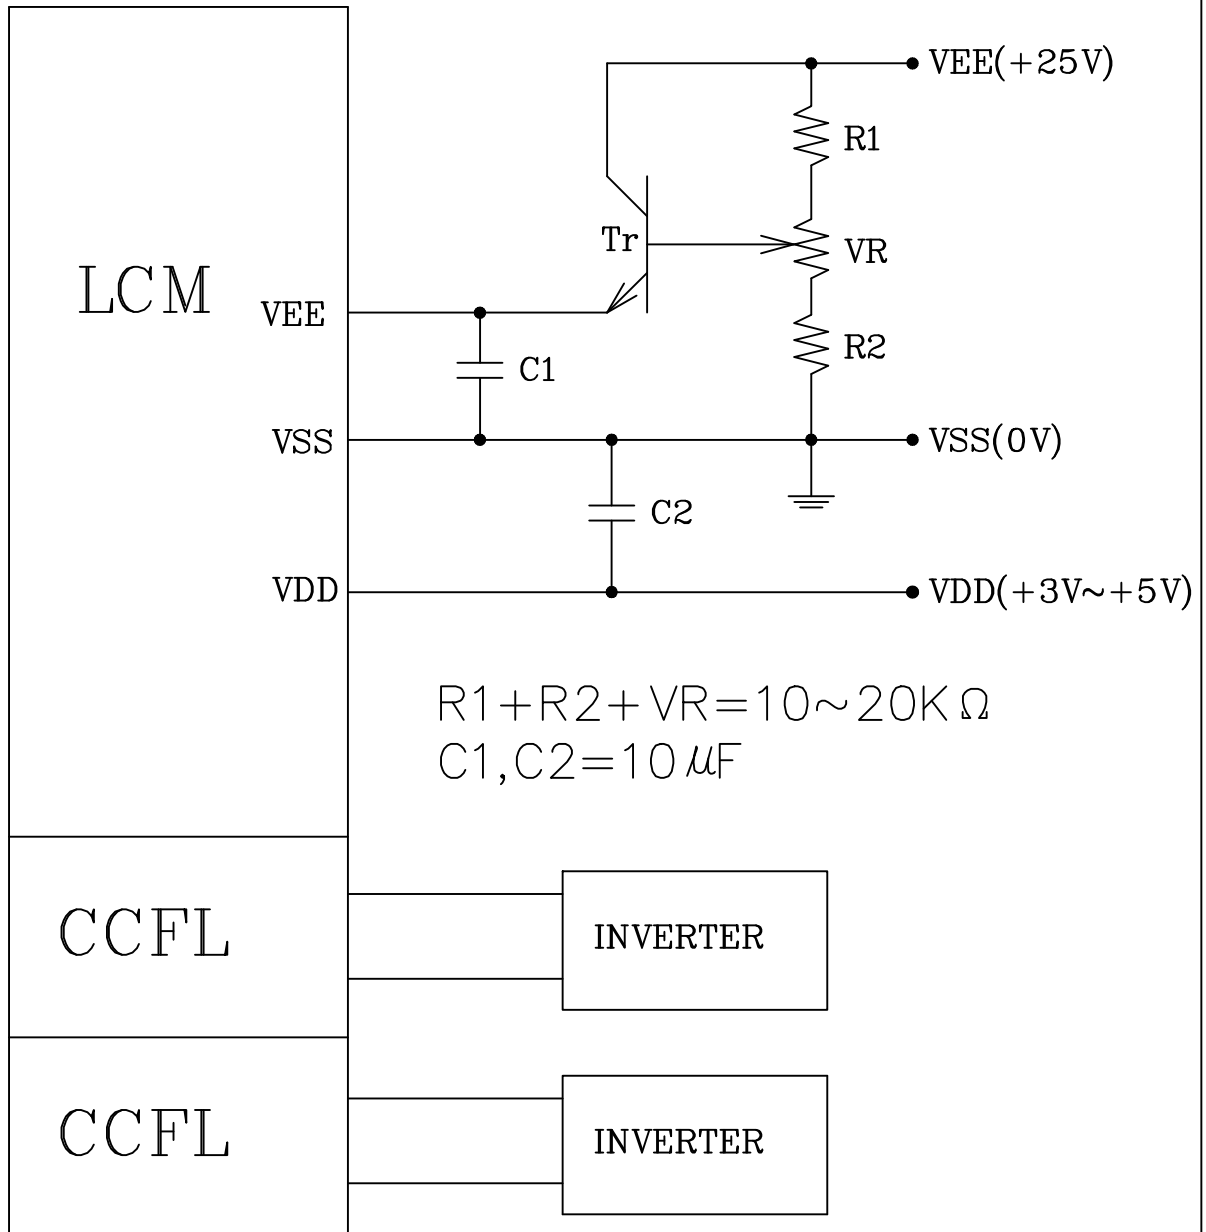 VEE(+25V)
R1
Tr
VR
LCM
VEE
R2
C1
VSS
VSS(0V)
C2
VDD
VDD(+3V~+5V)
R1+R2+VR=10~20KΩ
C1,C2=10μF
CCFL
INVERTER
CCFL
INVERTER